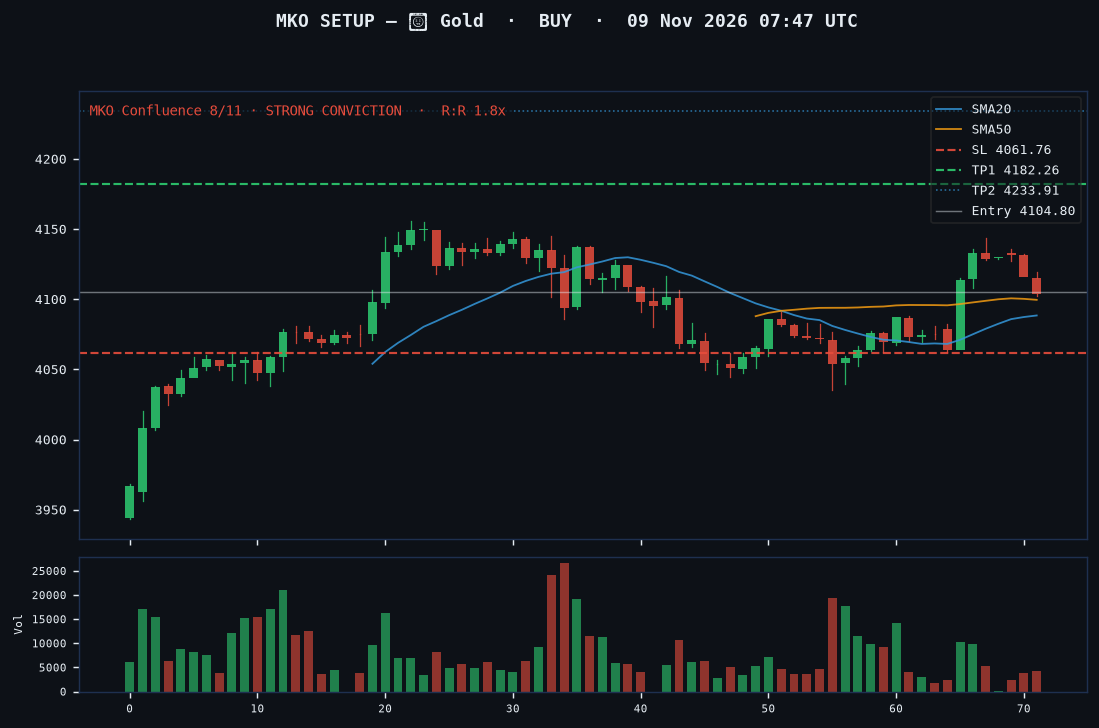 MKO SETUP — Gold · BUY · 09 Nov 2026 07:47 UTC
MKO Confluence 8/11 · STRONG CONVICTION · R:R 1.8x
SMA20
SMA50
SL 4061.76
TP1 4182.26
TP2 4233.91
Entry 4104.80
4200
4150
4100
4050
4000
3950
Vol
25000
20000
15000
10000
5000
0
0 10 20 30 40 50 60 70